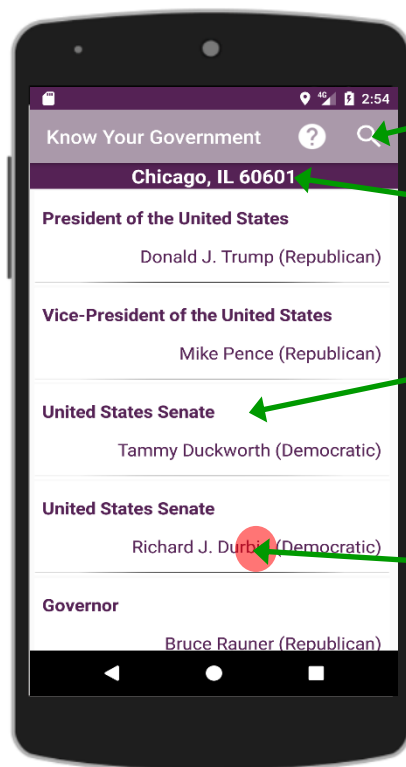 4G 2:54
Know Your Government ?
Chicago, IL 60601
President of the United States
Donald J. Trump (Republican)
Vice-President of the United States
Mike Pence (Republican)
United States Senate
Tammy Duckworth (Democratic)
United States Senate
Richard J. Durbin (Democratic)
Governor
Bruce Rauner (Republican)